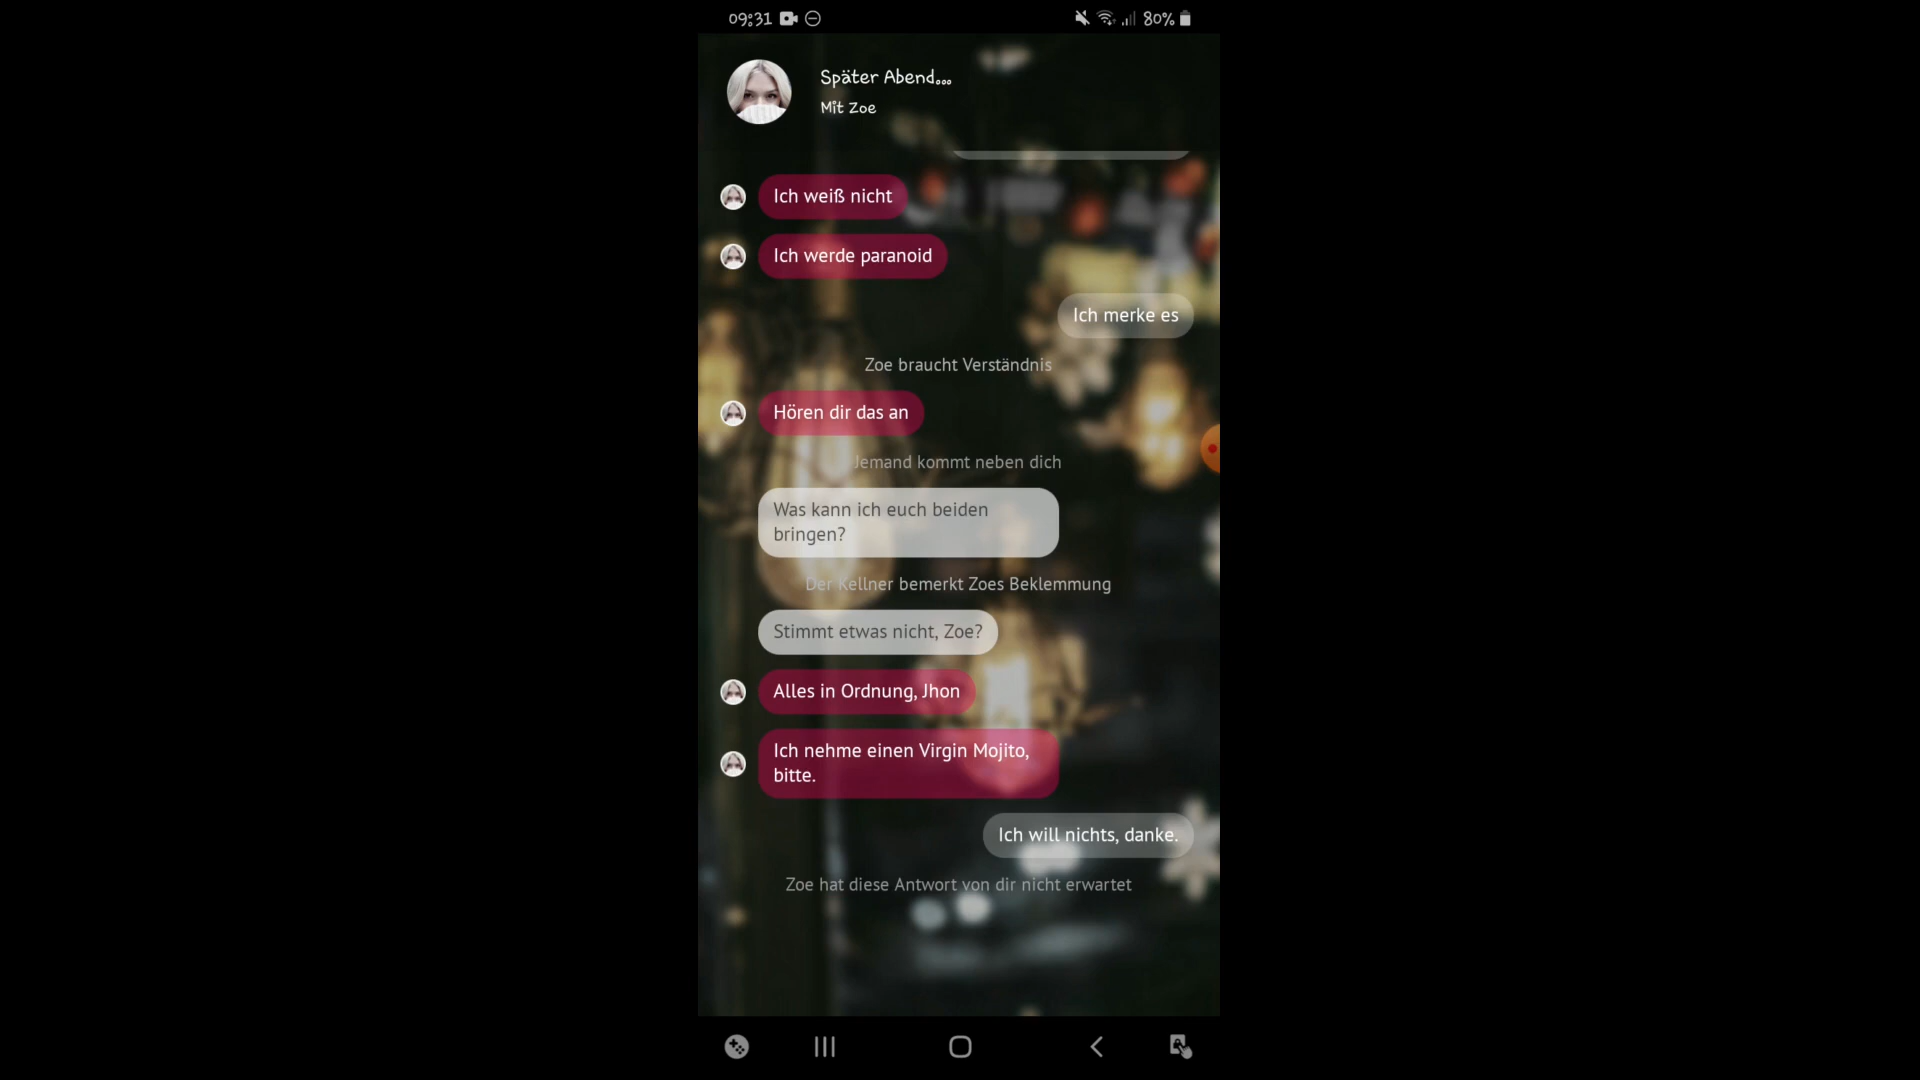 09:31
80%
Später Abend...
Mit Zoe
Ich weiß nicht
Ich werde paranoid
Ich merke es
Zoe braucht Verständnis
Hören dir das an
Jemand kommt neben dich
Was kann ich euch beiden
bringen?
Der Kellner bemerkt Zoes Beklemmung
Stimmt etwas nicht, Zoe?
Alles in Ordnung, Jhon
Ich nehme einen Virgin Mojito,
bitte.
Ich will nichts, danke.
Zoe hat diese Antwort von dir nicht erwartet